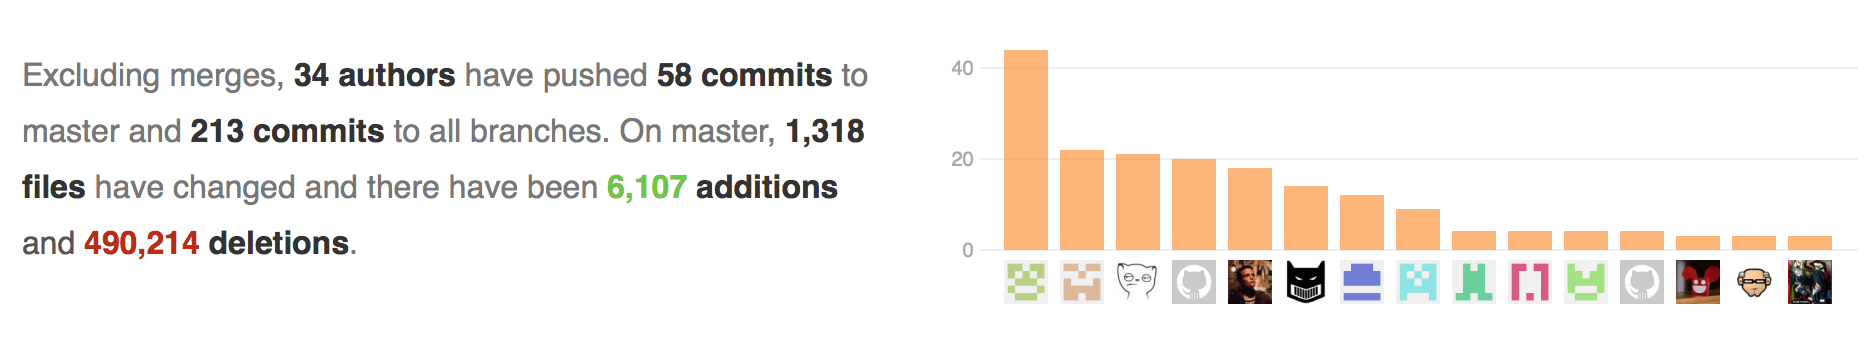 Excluding merges, 34 authors have pushed 58 commits to
master and 213 commits to all branches. On master, 1,318
files have changed and there have been 6,107 additions
and 490,214 deletions.
40
20
0